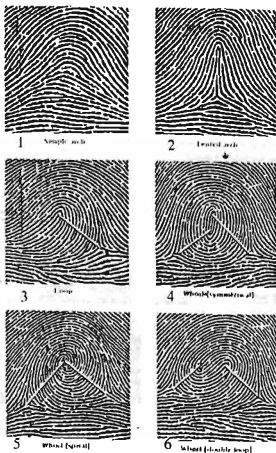 1 Simple arch
2 Tented arch
3 Loop
4 Whorl [symmetrical]
5 Whorl [spiral]
6 Whorl [double loop]